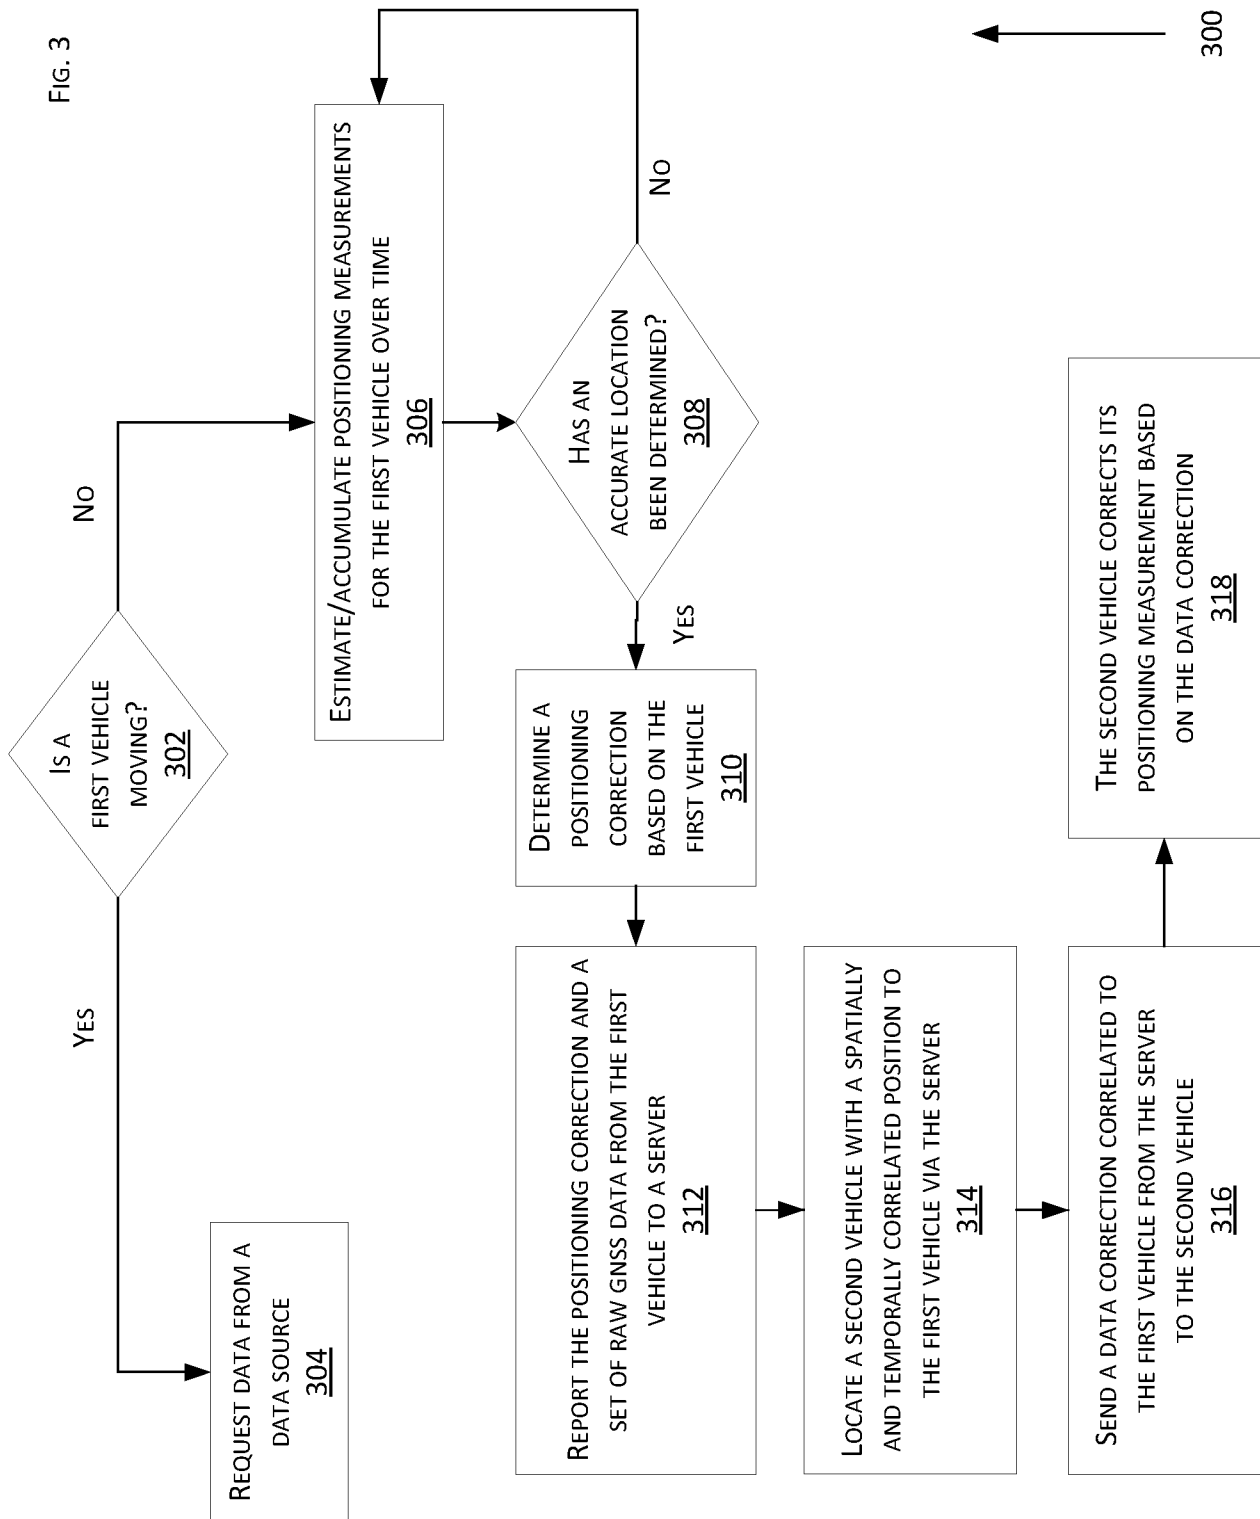 FIG. 3
IS A
FIRST VEHICLE
MOVING?
302
YES
NO
REQUEST DATA FROM A
DATA SOURCE
304
ESTIMATE/ACCUMULATE POSITIONING MEASUREMENTS
FOR THE FIRST VEHICLE OVER TIME
306
HAS AN
ACCURATE LOCATION
BEEN DETERMINED?
308
NO
YES
DETERMINE A
POSITIONING
CORRECTION
BASED ON THE
FIRST VEHICLE
310
REPORT THE POSITIONING CORRECTION AND A
SET OF RAW GNSS DATA FROM THE FIRST
VEHICLE TO A SERVER
312
LOCATE A SECOND VEHICLE WITH A SPATIALLY
AND TEMPORALLY CORRELATED POSITION TO
THE FIRST VEHICLE VIA THE SERVER
314
SEND A DATA CORRECTION CORRELATED TO
THE FIRST VEHICLE FROM THE SERVER
TO THE SECOND VEHICLE
316
THE SECOND VEHICLE CORRECTS ITS
POSITIONING MEASUREMENT BASED
ON THE DATA CORRECTION
318
300